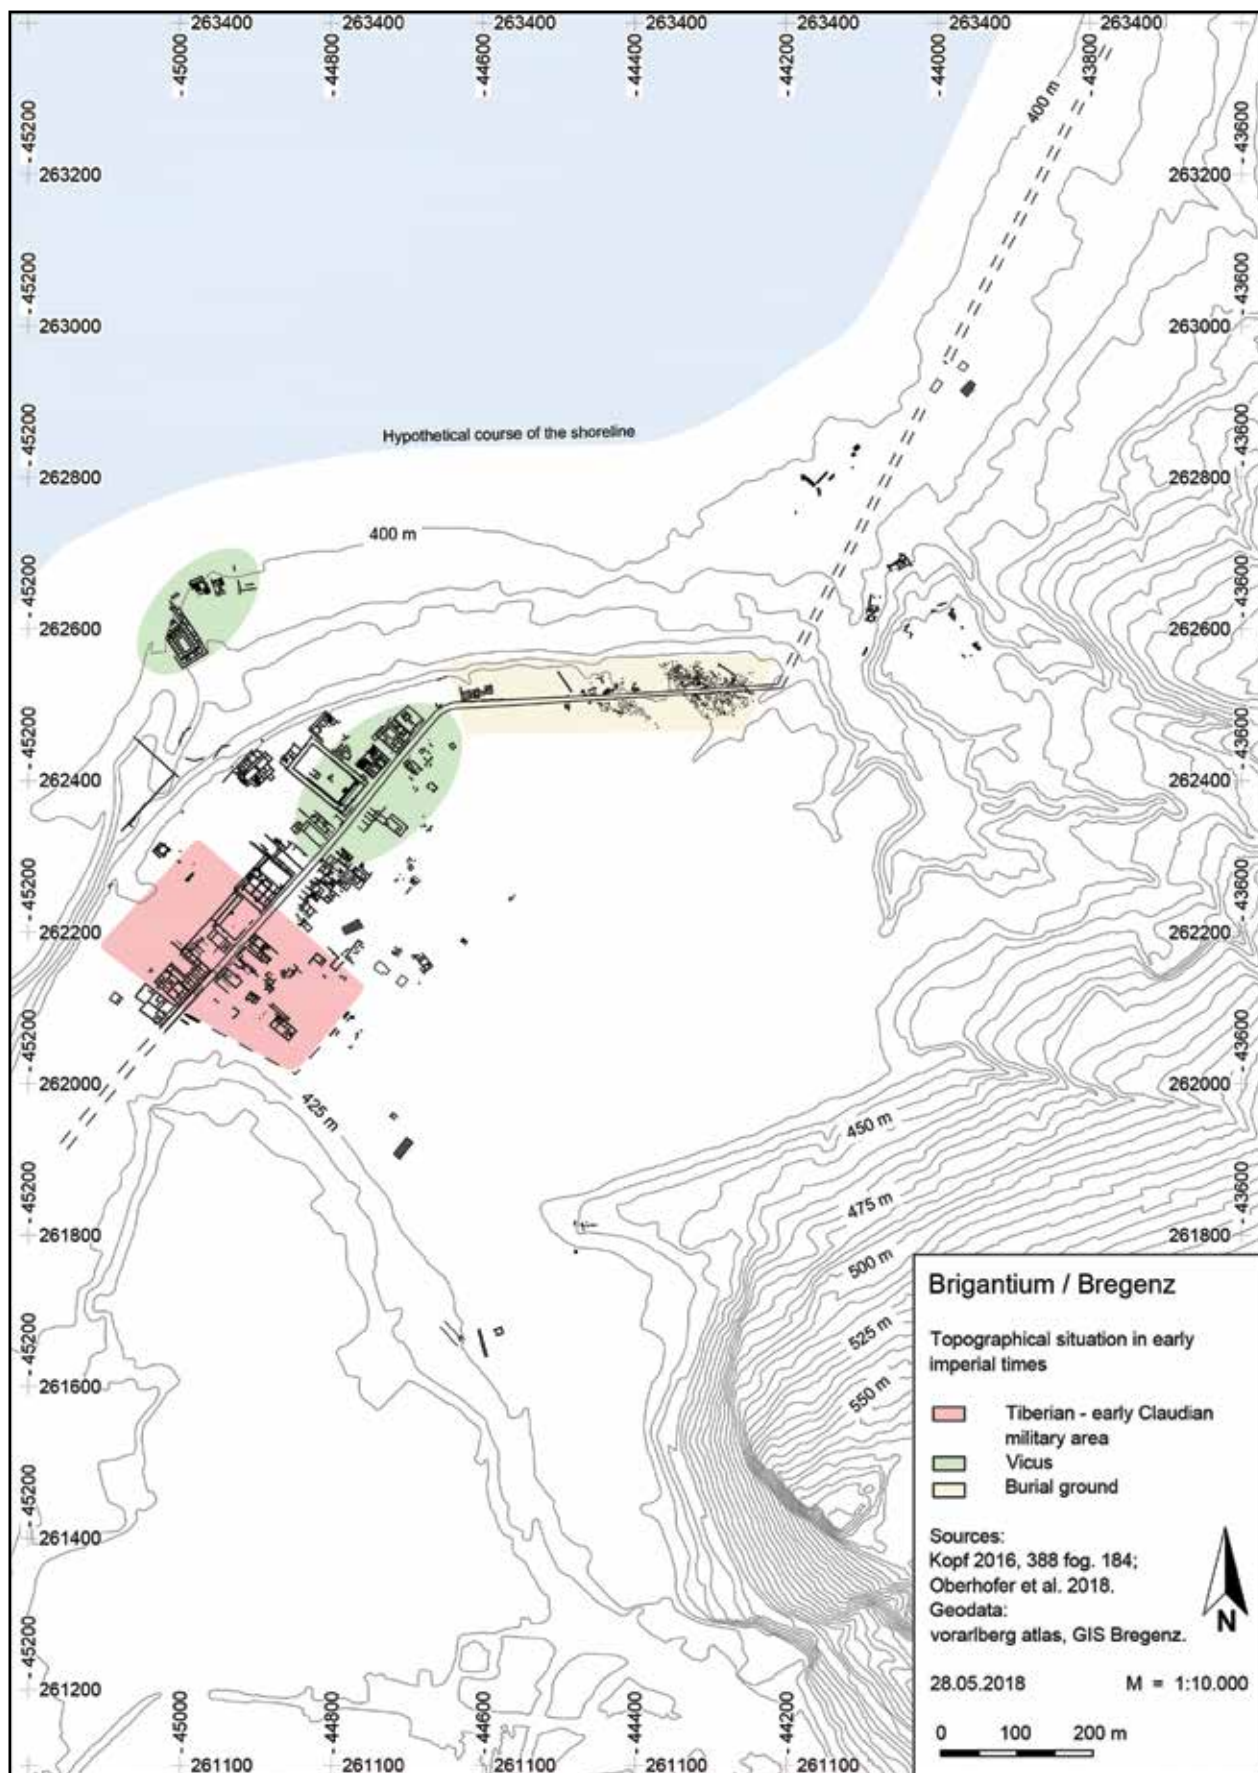 263400 263400 263400 263400 263400 263400 263400 263400
- 45000
- 44800
- 44600
- 44400
- 44200
- 44000
- 43800
- 45200
- 43600
400 m
263200 263200
- 45200
- 43600
263000 263000
- 45200
- 43600
Hypothetical course of the shoreline
262800 262800
400 m
- 45200
- 43600
262600 262600
- 45200
- 43600
262400 262400
- 45200
- 43600
262200 262200
- 45200
- 43600
262000 262000
425 m
450 m
- 45200
- 43600
261800 261800
475 m
500 m
525 m
550 m
- 45200
261600
- 45200
261400
- 45200
261200
- 45000
- 44800
- 44600
- 44400
- 44200
261100 261100 261100 261100 261100
Brigantium / Bregenz
Topographical situation in early
imperial times
Tiberian - early Claudian
military area
Vicus
Burial ground
Sources:
Kopf 2016, 388 fog. 184;
Oberhofer et al. 2018.
Geodata:
vorarlberg atlas, GIS Bregenz.
N
28.05.2018 M = 1:10.000
0 100 200 m